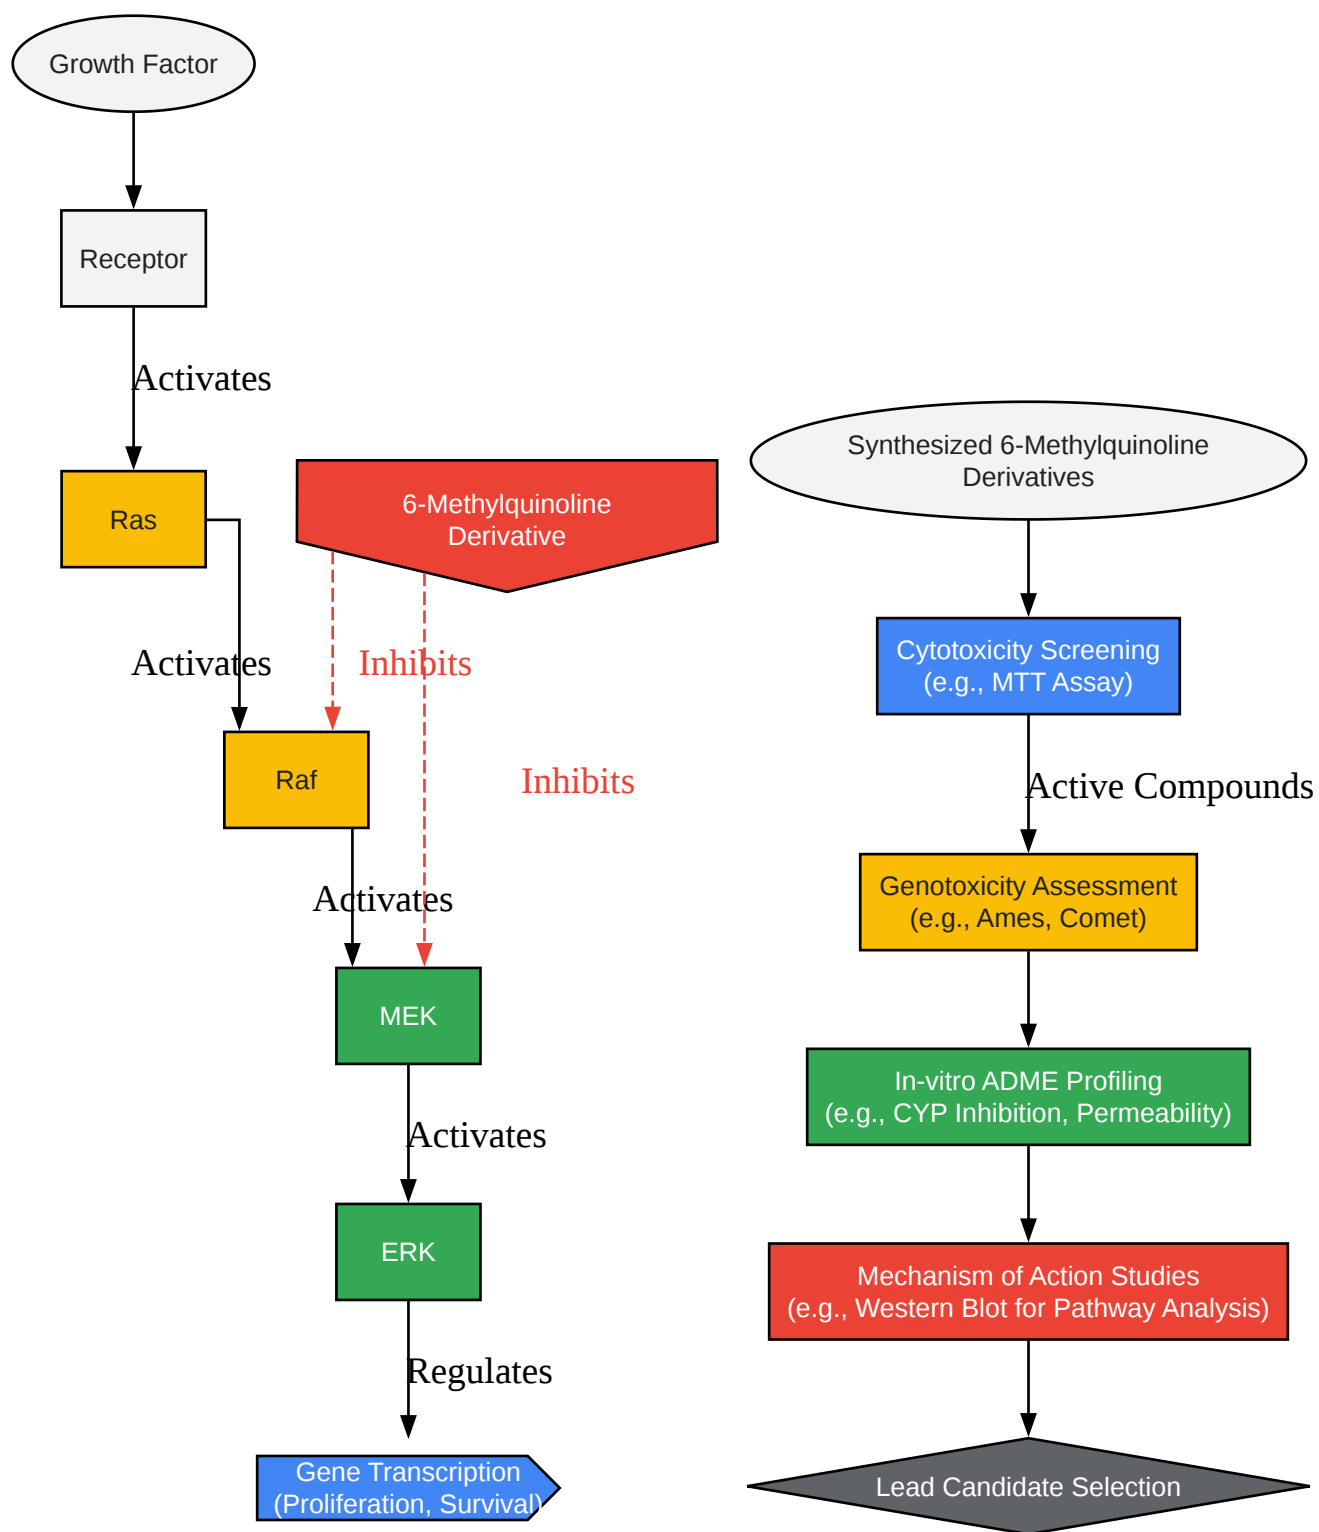 Growth Factor
Receptor
Activates
Ras
6-Methylquinoline
Derivative
Activates
Inhibits
Raf
Inhibits
Activates
MEK
Activates
ERK
Regulates
Gene Transcription
(Proliferation, Survival)
Synthesized 6-Methylquinoline
Derivatives
Cytotoxicity Screening
(e.g., MTT Assay)
Active Compounds
Genotoxicity Assessment
(e.g., Ames, Comet)
In-vitro ADME Profiling
(e.g., CYP Inhibition, Permeability)
Mechanism of Action Studies
(e.g., Western Blot for Pathway Analysis)
Lead Candidate Selection